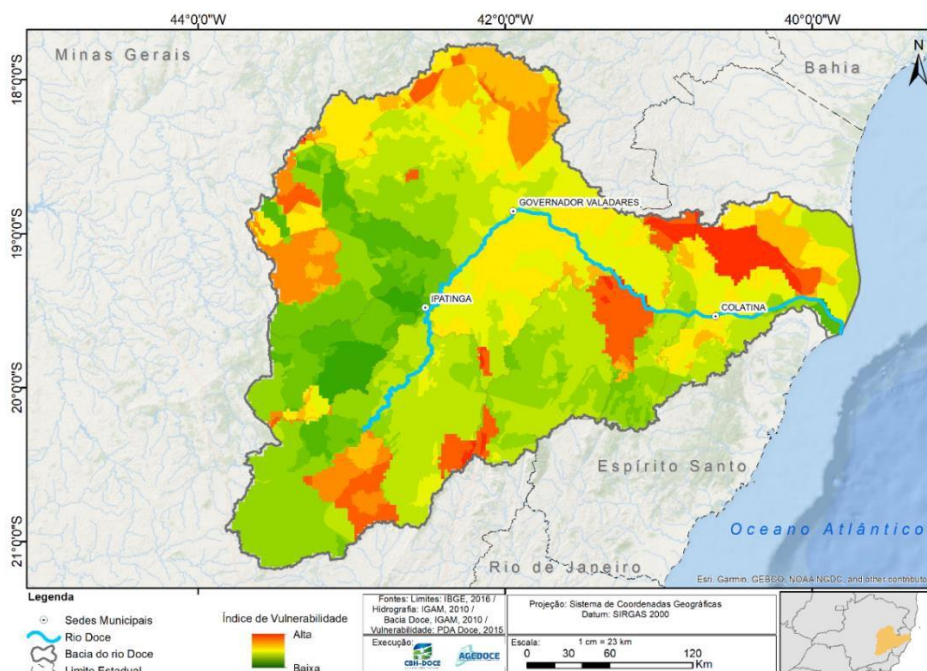 44°0'0"W 42°0'0"W 40°0'0"W
Minas Gerais
Bahia
N
18°0'0"S
19°0'0"S
20°0'0"S
21°0'0"S
GOVERNADOR VALADARES
IPATINGA
COLATINA
Espírito Santo
Oceano Atlântico
Rio de Janeiro
Esri, Garmin, GEBCO, NOAA NGDC, and other contributo
Legenda
Sedes Municipais
Rio Doce
Bacia do rio Doce
Limite Estadual
Índice de Vulnerabilidade
Alta
Baixa
Fontes: Limites: IBGE, 2016 /
Hidrografia: IGAM, 2010 /
Bacia Doce, IGAM, 2010 /
Vulnerabilidade: PDA Doce, 2015
Execução:
CBH-DOCE
AGEDOCE
Projeção: Sistema de Coordenadas Geográficas
Datum: SIRGAS 2000
Escala: 1 cm = 23 km
0 30 60 120
Km